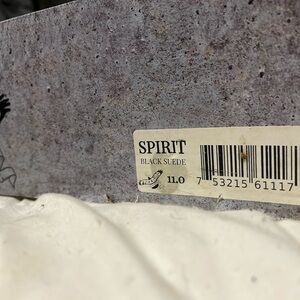 SPIRIT
BLACK SUEDE
11.0
7 53215 61117